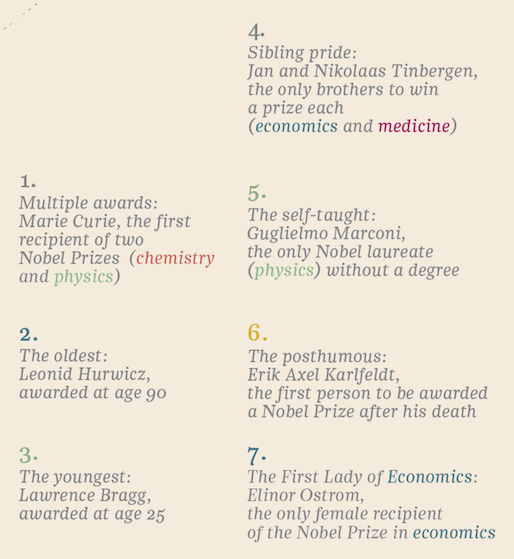 1.
Multiple awards:
Marie Curie, the first
recipient of two
Nobel Prizes (chemistry
and physics)
2.
The oldest:
Leonid Hurwicz,
awarded at age 90
3.
The youngest:
Lawrence Bragg,
awarded at age 25
4.
Sibling pride:
Jan and Nikolaas Tinbergen,
the only brothers to win
a prize each
(economics and medicine)
5.
The self-taught:
Guglielmo Marconi,
the only Nobel laureate
(physics) without a degree
6.
The posthumous:
Erik Axel Karlfeldt,
the first person to be awarded
a Nobel Prize after his death
7.
The First Lady of Economics:
Elinor Ostrom,
the only female recipient
of the Nobel Prize in economics